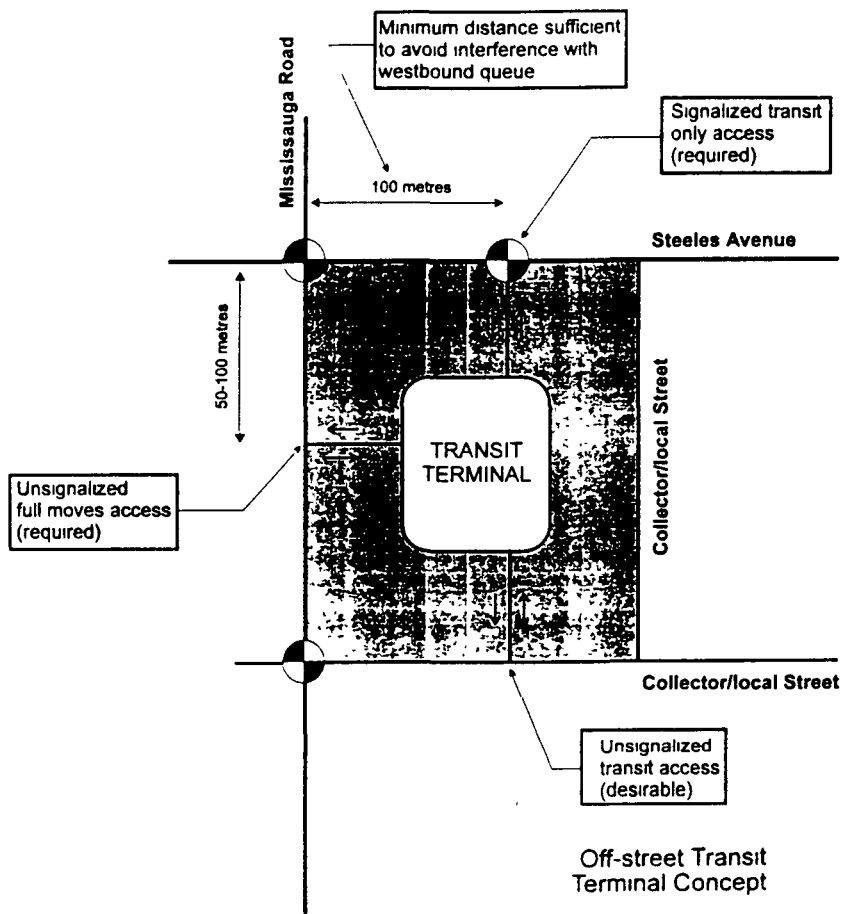 Minimum distance sufficient
to avoid interference with
westbound queue
Mississauga Road
Signalized transit
only access
(required)
100 metres
Steeles Avenue
50-100 metres
TRANSIT
TERMINAL
Collector/local Street
Unsignalized
full moves access
(required)
Collector/local Street
Unsignalized
transit access
(desirable)
Off-street Transit
Terminal Concept